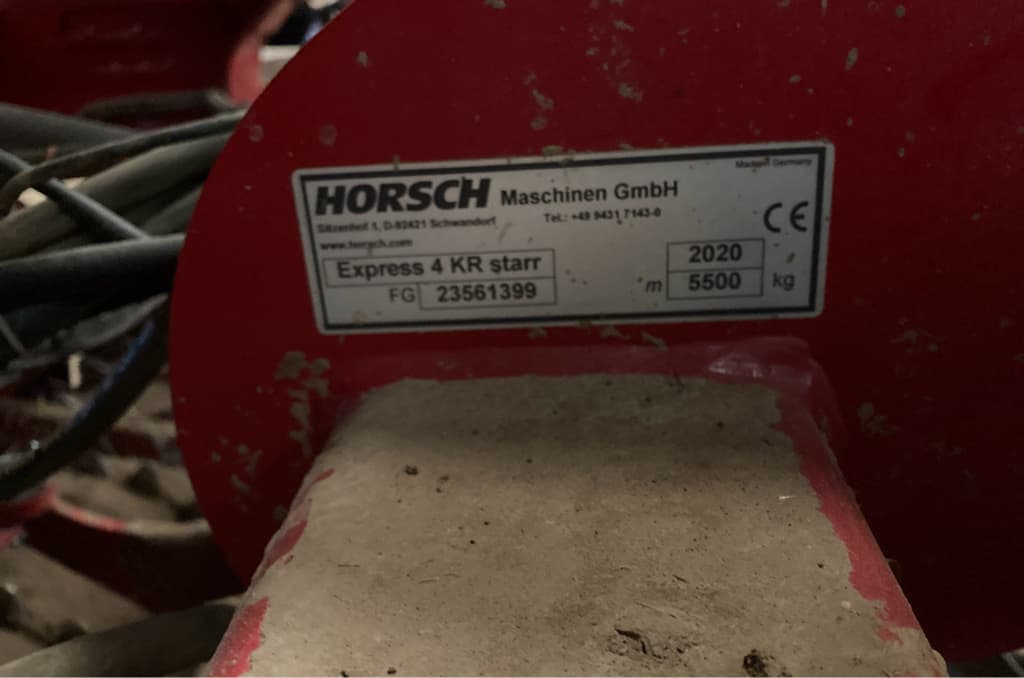 Made in Germany
HORSCH Maschinen GmbH
Sitzenhof 1, D-92421 Schwandorf Tel.: +49 9431 7143-0
www.horsch.com
CE
Express 4 KR starr 2020
FG 23561399 m 5500 kg